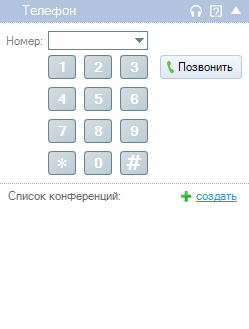 Телефон
Номер:
1 2 3 Позвонить
4 5 6
7 8 9
* 0 #
Список конференций: создать